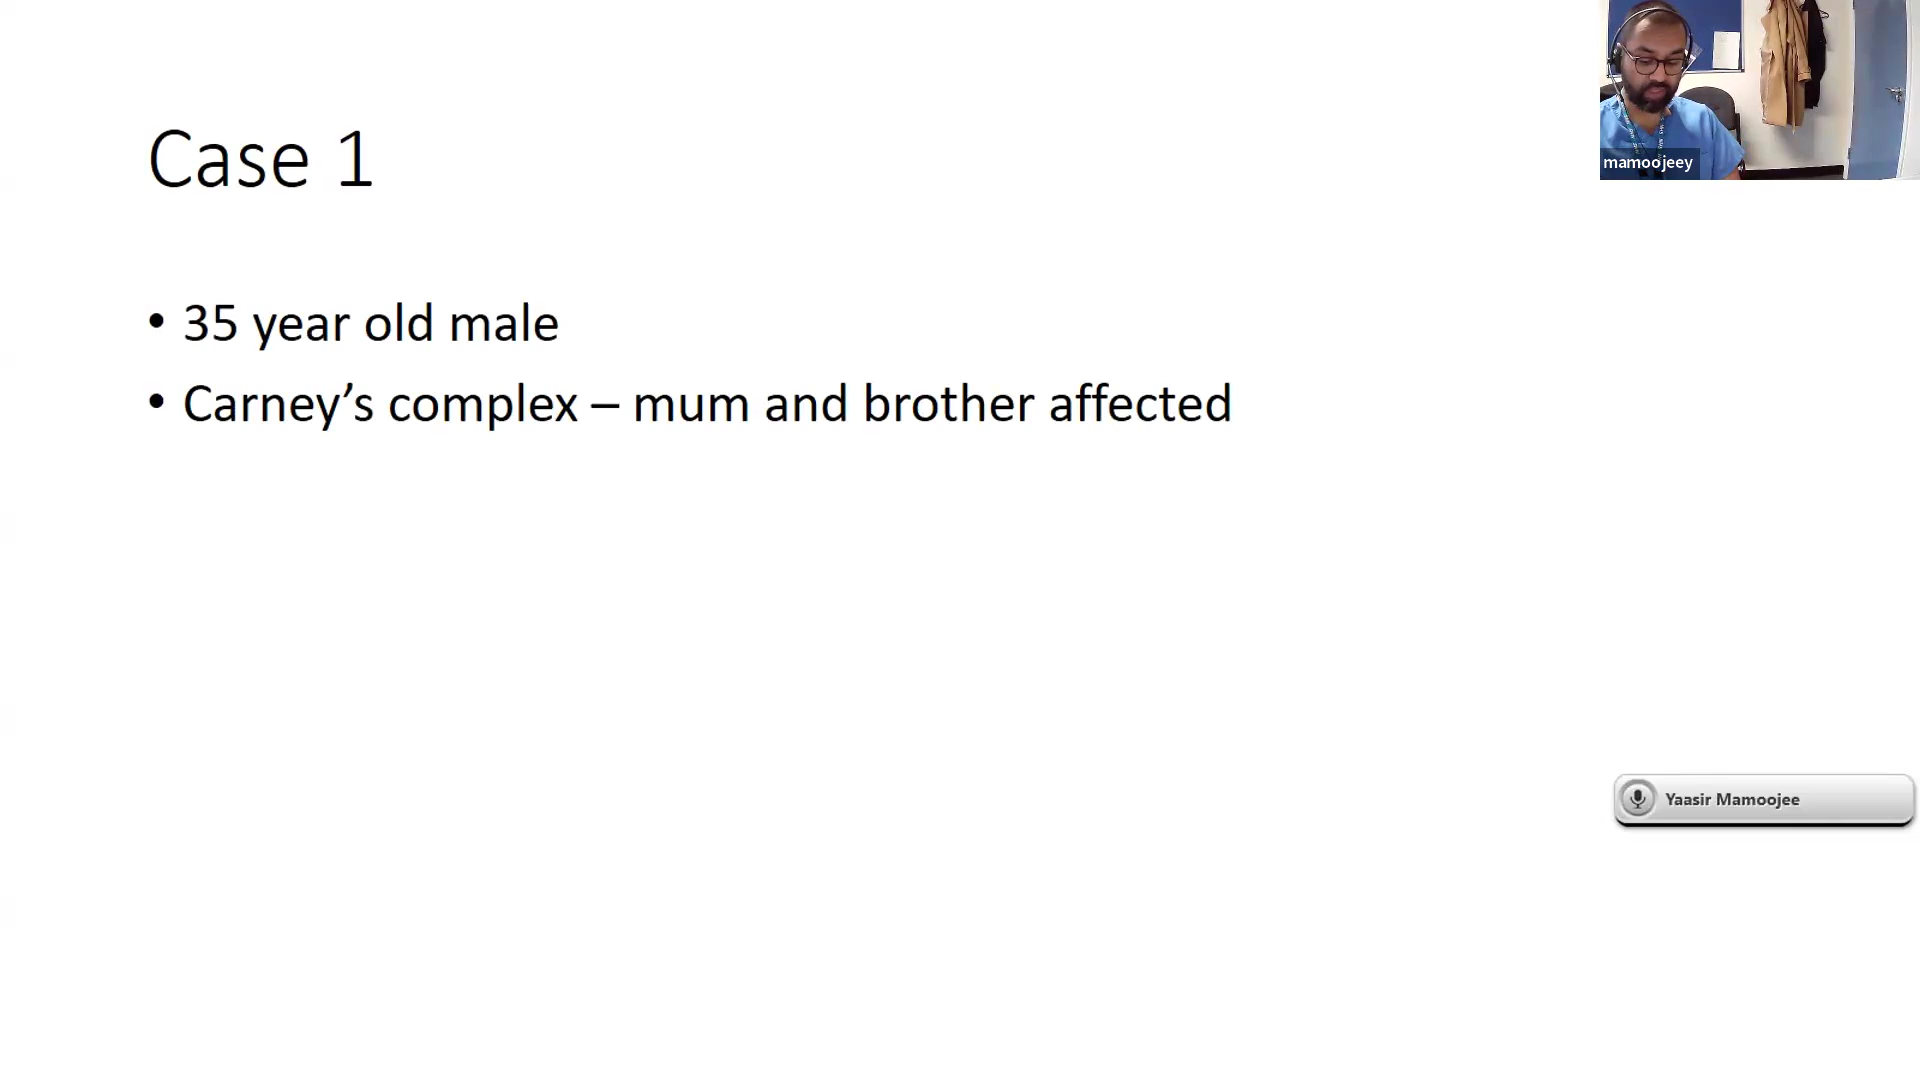 mamoojeey
Case 1
• 35 year old male
• Carney’s complex – mum and brother affected
Yaasir Mamoojee